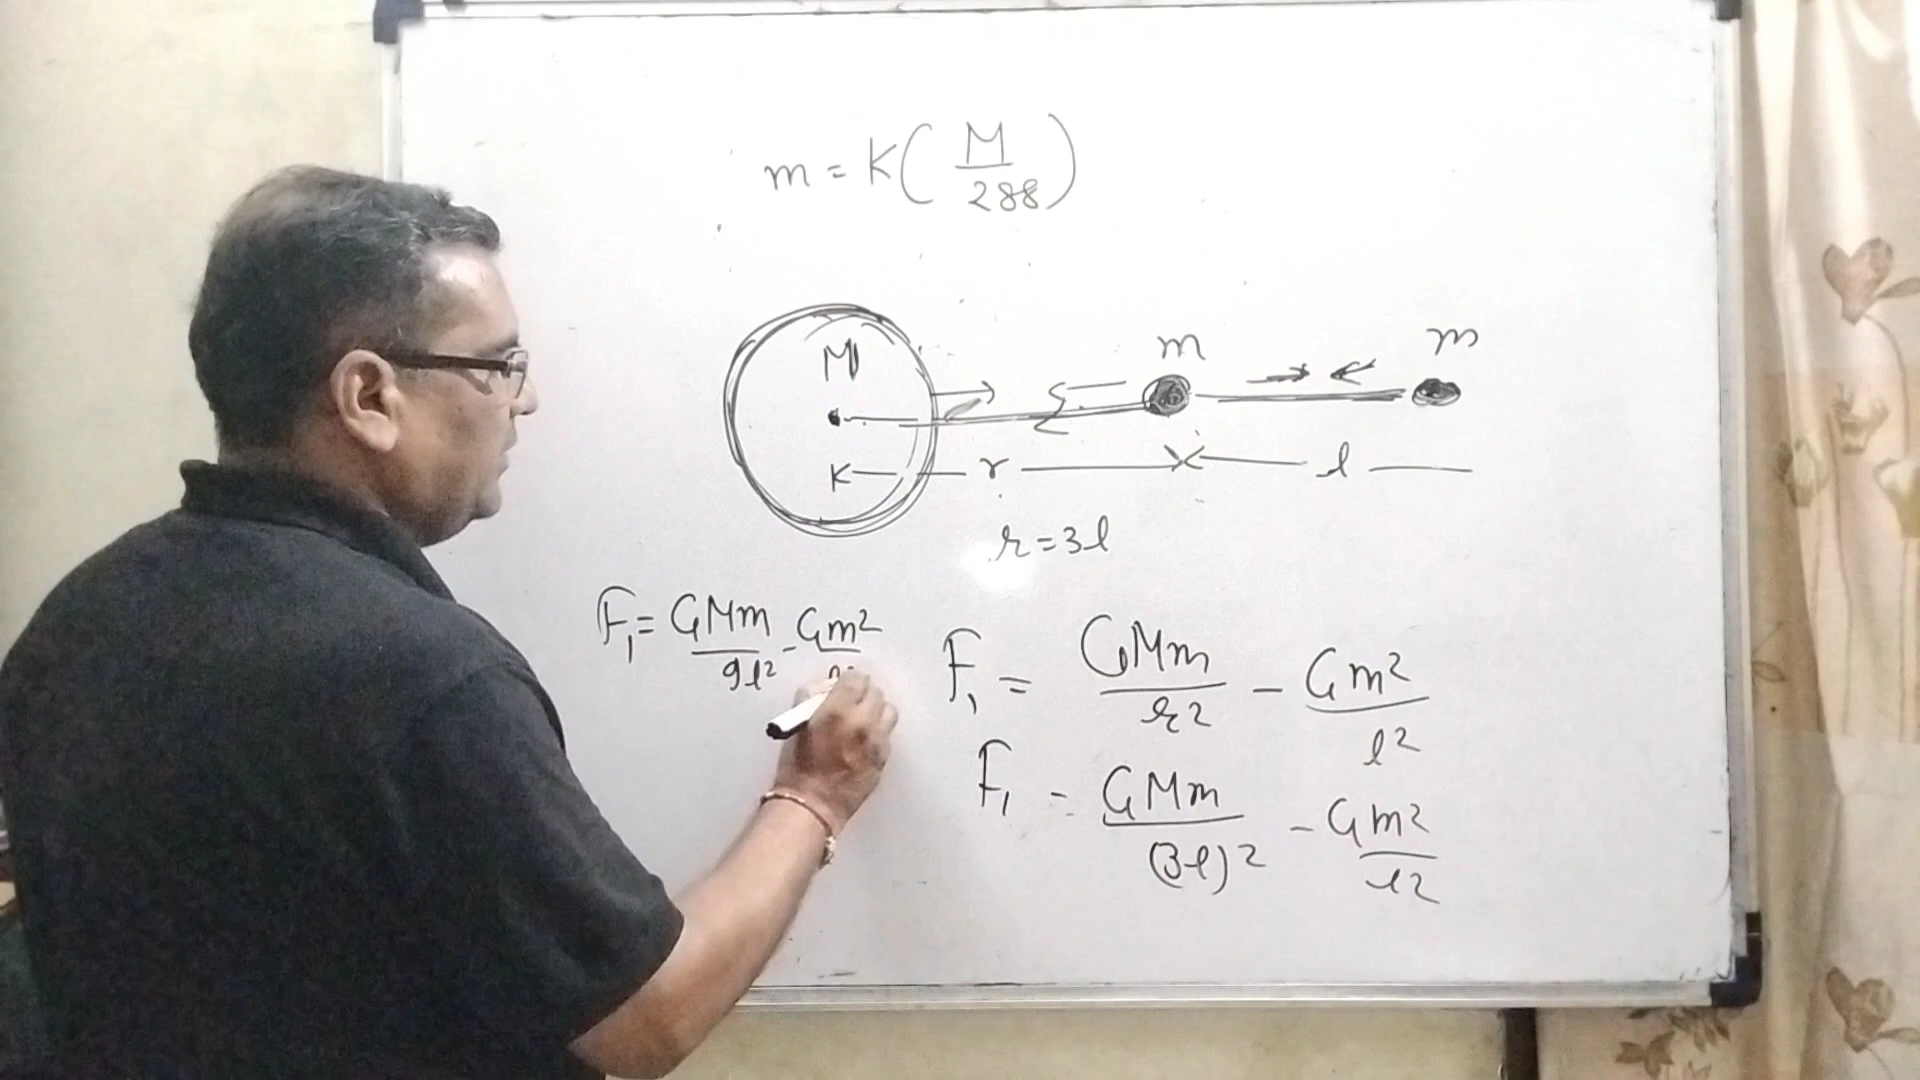 m = K(M/288)
M
m
m
K r l
r = 3l
F₁ = GMm/9l² - Gm²/
F₁ = GMm/r² - Gm²/l²
F₁ - GMm/(3l)² - Gm²/l²